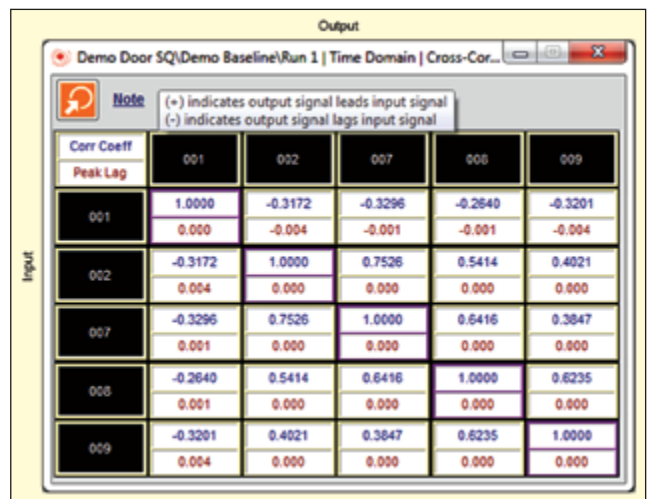 Output
Demo Door SQ\Demo Baseline\Run 1 | Time Domain | Cross-Cor...
Note
(+) indicates output signal leads input signal
(-) indicates output signal lags input signal
Corr Coeff 001 002 007 008 009
Peak Lag
Input
001 1.0000 -0.3172 -0.3296 -0.2640 -0.3201
0.000 -0.004 -0.001 -0.001 -0.004
002 -0.3172 1.0000 0.7526 0.5414 0.4021
0.004 0.000 0.000 0.000 0.000
007 -0.3296 0.7526 1.0000 0.6416 0.3847
0.001 0.000 0.000 0.000 0.000
008 -0.2640 0.5414 0.6416 1.0000 0.6235
0.001 0.000 0.000 0.000 0.000
009 -0.3201 0.4021 0.3847 0.6235 1.0000
0.004 0.000 0.000 0.000 0.000